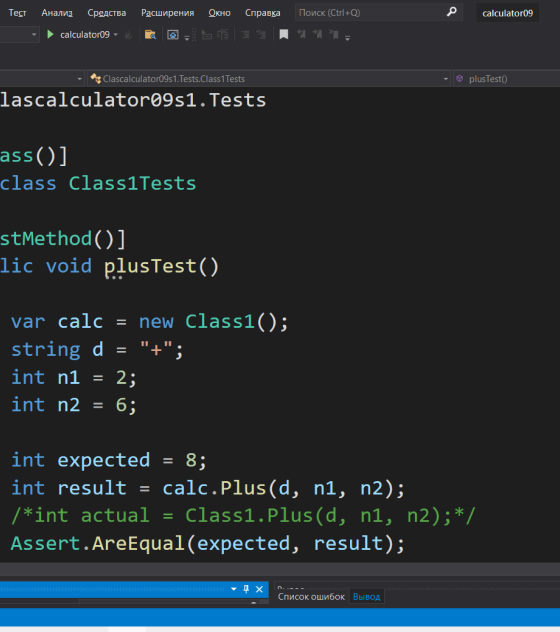 Тест Анализ Средства Расширения Окно Справка Поиск (Ctrl+Q) calculator09
calculator09
Clascalculator09s1.Tests.Class1Tests plusTest()
lascalculator09s1.Tests
ass()]
class Class1Tests
stMethod()]
lic void plusTest()
var calc = new Class1();
string d = "+";
int n1 = 2;
int n2 = 6;
int expected = 8;
int result = calc.Plus(d, n1, n2);
/*int actual = Class1.Plus(d, n1, n2);*/
Assert.AreEqual(expected, result);
Список ошибок Вывод